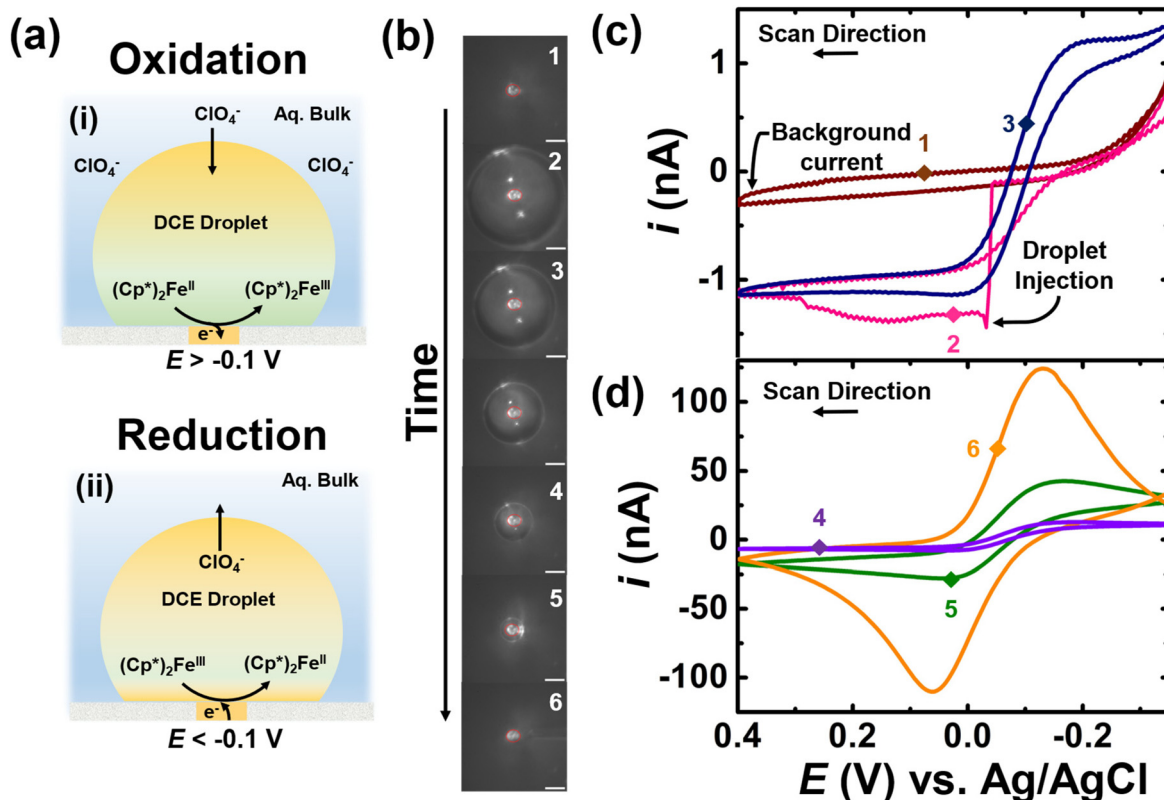 (a)
Oxidation
(i)
ClO₄⁻
Aq. Bulk
ClO₄⁻
ClO₄⁻
DCE Droplet
(Cp*)₂Feᴵᴵ
(Cp*)₂Feᴵᴵᴵ
e⁻
E > -0.1 V
Reduction
(ii)
Aq. Bulk
ClO₄⁻
DCE Droplet
(Cp*)₂Feᴵᴵᴵ
(Cp*)₂Feᴵᴵ
e⁻
E < -0.1 V
(b)
Time
1
2
3
4
5
6
(c)
Scan Direction
Background
current
1
3
Droplet
Injection
2
i (nA)
1
0
-1
(d)
Scan Direction
6
4
5
i (nA)
100
50
0
-50
-100
0.4
0.2
0.0
-0.2
E (V) vs. Ag/AgCl